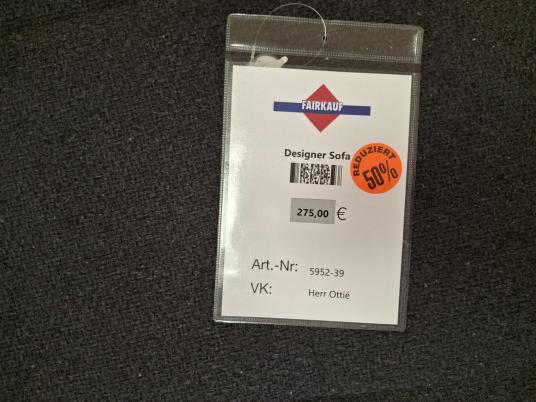 FAIRKAUF
Designer Sofa
REDUZIERT
50%
275,00 €
Art.-Nr: 5952-39
VK: Herr Ottié